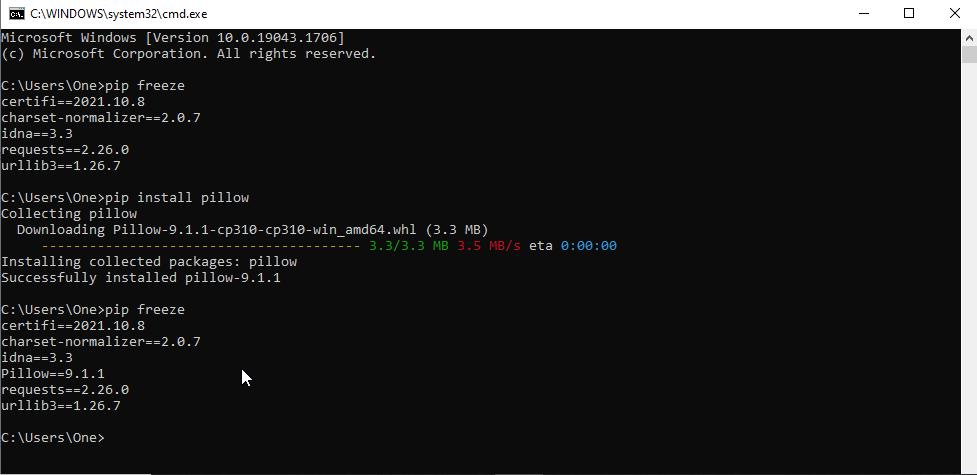 C:\WINDOWS\system32\cmd.exe
Microsoft Windows [Version 10.0.19043.1706]
(c) Microsoft Corporation. All rights reserved.
C:\Users\One>pip freeze
certifi==2021.10.8
charset-normalizer==2.0.7
idna==3.3
requests==2.26.0
urllib3==1.26.7
C:\Users\One>pip install pillow
Collecting pillow
  Downloading Pillow-9.1.1-cp310-cp310-win_amd64.whl (3.3 MB)
     ---------------------------------------- 3.3/3.3 MB 3.5 MB/s eta 0:00:00
Installing collected packages: pillow
Successfully installed pillow-9.1.1
C:\Users\One>pip freeze
certifi==2021.10.8
charset-normalizer==2.0.7
idna==3.3
Pillow==9.1.1
requests==2.26.0
urllib3==1.26.7
C:\Users\One>